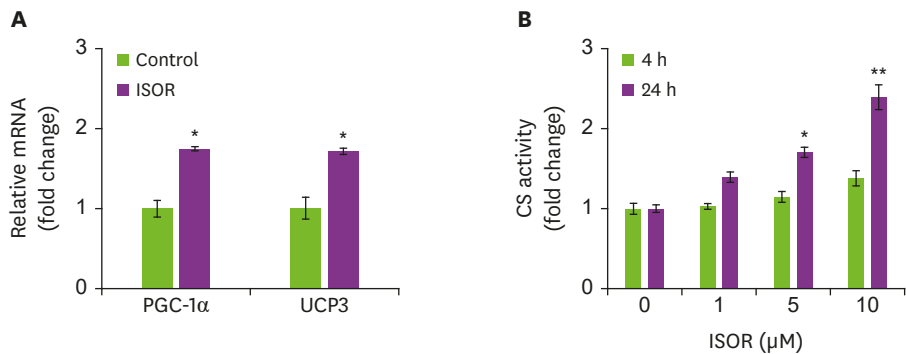 A
Relative mRNA
(fold change)
3
2
1
0
Control
ISOR
*
*
PGC-1α
UCP3
B
CS activity
(fold change)
3
2
1
0
4 h
24 h
*
**
0
1
5
10
ISOR (µM)